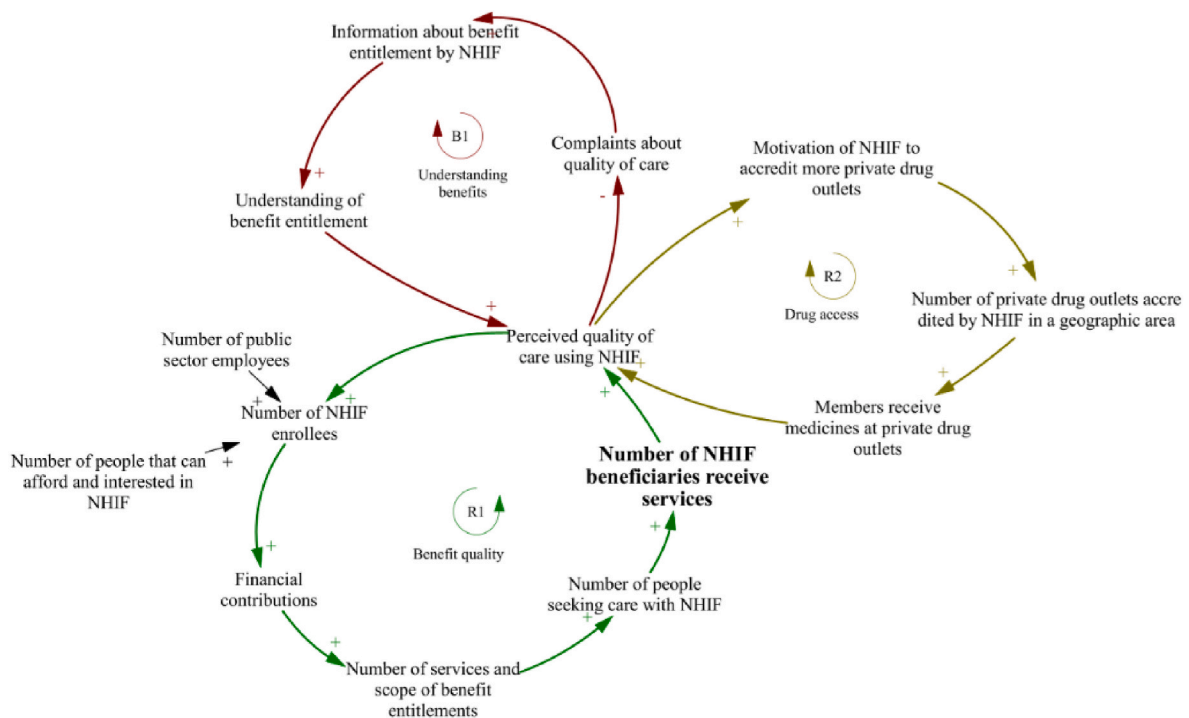 Information about benefit
entitlement by NHIF
+
B1
Understanding
benefits
Complaints about
quality of care
-
+
Understanding of
benefit entitlement
+
Motivation of NHIF to
accredit more private drug
outlets
+
R2
Drug access
+
Number of private drug outlets accre
dited by NHIF in a geographic area
+
Members receive
medicines at private drug
outlets
+
Perceived quality of
care using NHIF
+
Number of public
sector employees
+
+
Number of NHIF
enrollees
Number of people that can
afford and interested in
NHIF
+
Number of NHIF
beneficiaries receive
services
R1
Benefit quality
+
+
Financial
contributions
Number of people
seeking care with NHIF
+
+
Number of services and
scope of benefit
entitlements